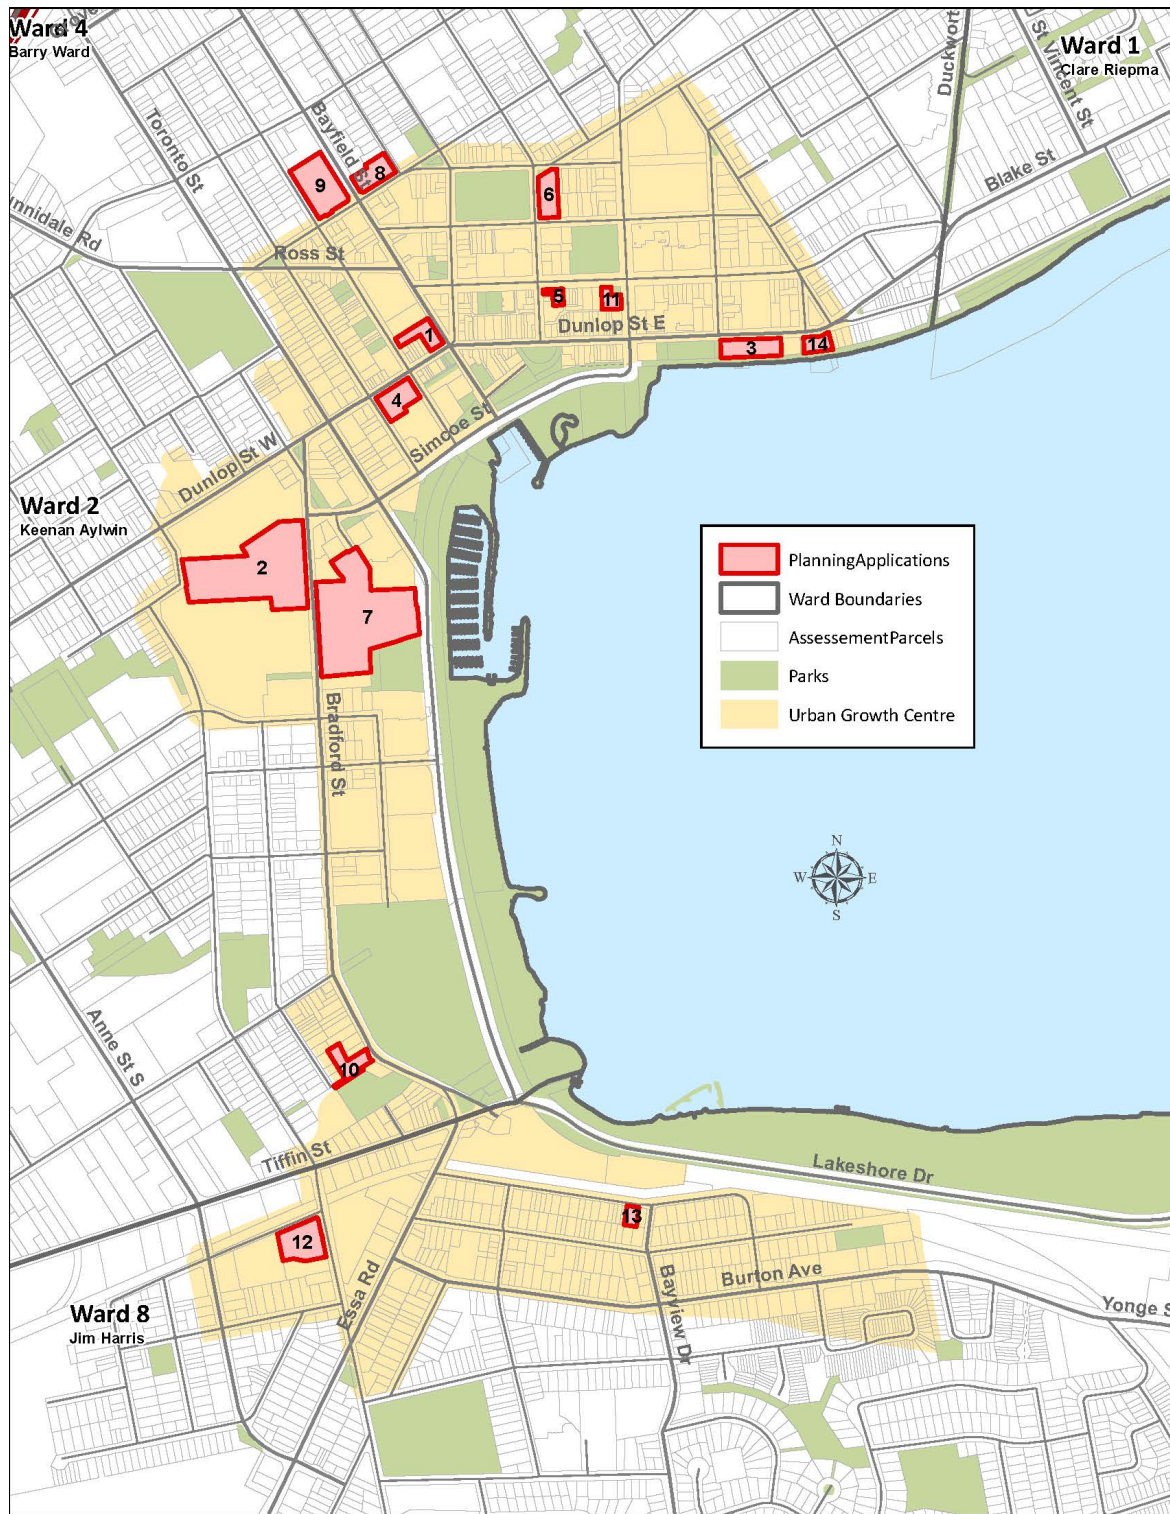 Ward 4
Barry Ward
Ward 1
Clare Riepma
Duckwort
St Vincent St
Blake St
Toronto St
Bayfield St
9
8
6
unnidale Rd
Ross St
5
11
Dunlop St E
1
3
14
4
Simcoe St
Dunlop St W
Ward 2
Keenan Aylwin
2
7
PlanningApplications
Ward Boundaries
AssessementParcels
Parks
Urban Growth Centre
Bradford St
N
W
E
S
Anne St S
10
Tiffin St
Lakeshore Dr
13
12
Essa Rd
Bayview Dr
Burton Ave
Yonge S
Ward 8
Jim Harris